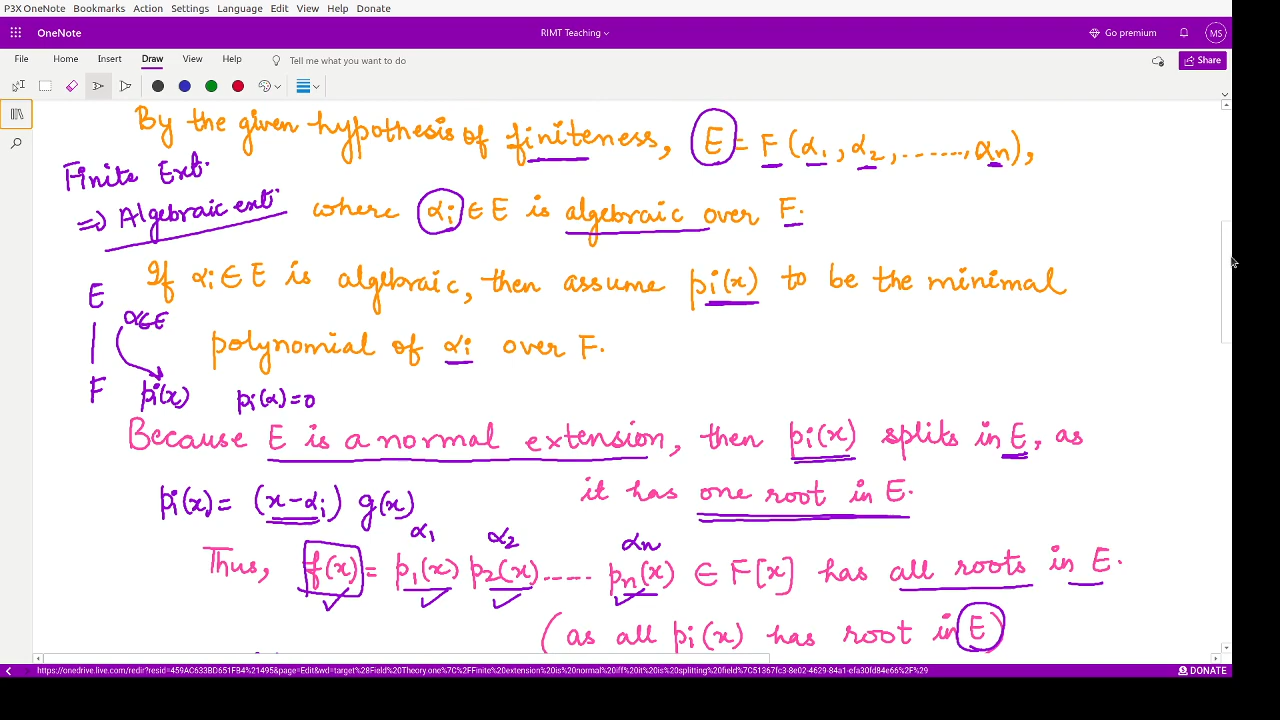 P3X OneNote Bookmarks Action Settings Language Edit View Help Donate
OneNote
RIMT Teaching
Go premium
MS
File Home Insert Draw View Help Tell me what you want to do
Share
By the given hypothesis of finiteness, E = F (α1, α2, ......, αn),
Finite Ext.
⇒ Algebraic ext
where αi ∈ E is algebraic over F.
If αi ∈ E is algebraic, then assume pi(x) to be the minimal
E
α∈E
polynomial of αi over F.
F
pi(x) pi(α)=0
Because E is a normal extension, then pi(x) splits in E, as
it has one root in E.
pi(x) = (x-αi) g(x)
α1 α2 αn
Thus, f(x) = p1(x) p2(x) ..... pn(x) ∈ F[x] has all roots in E.
(as all pi(x) has root in E)
DONATE